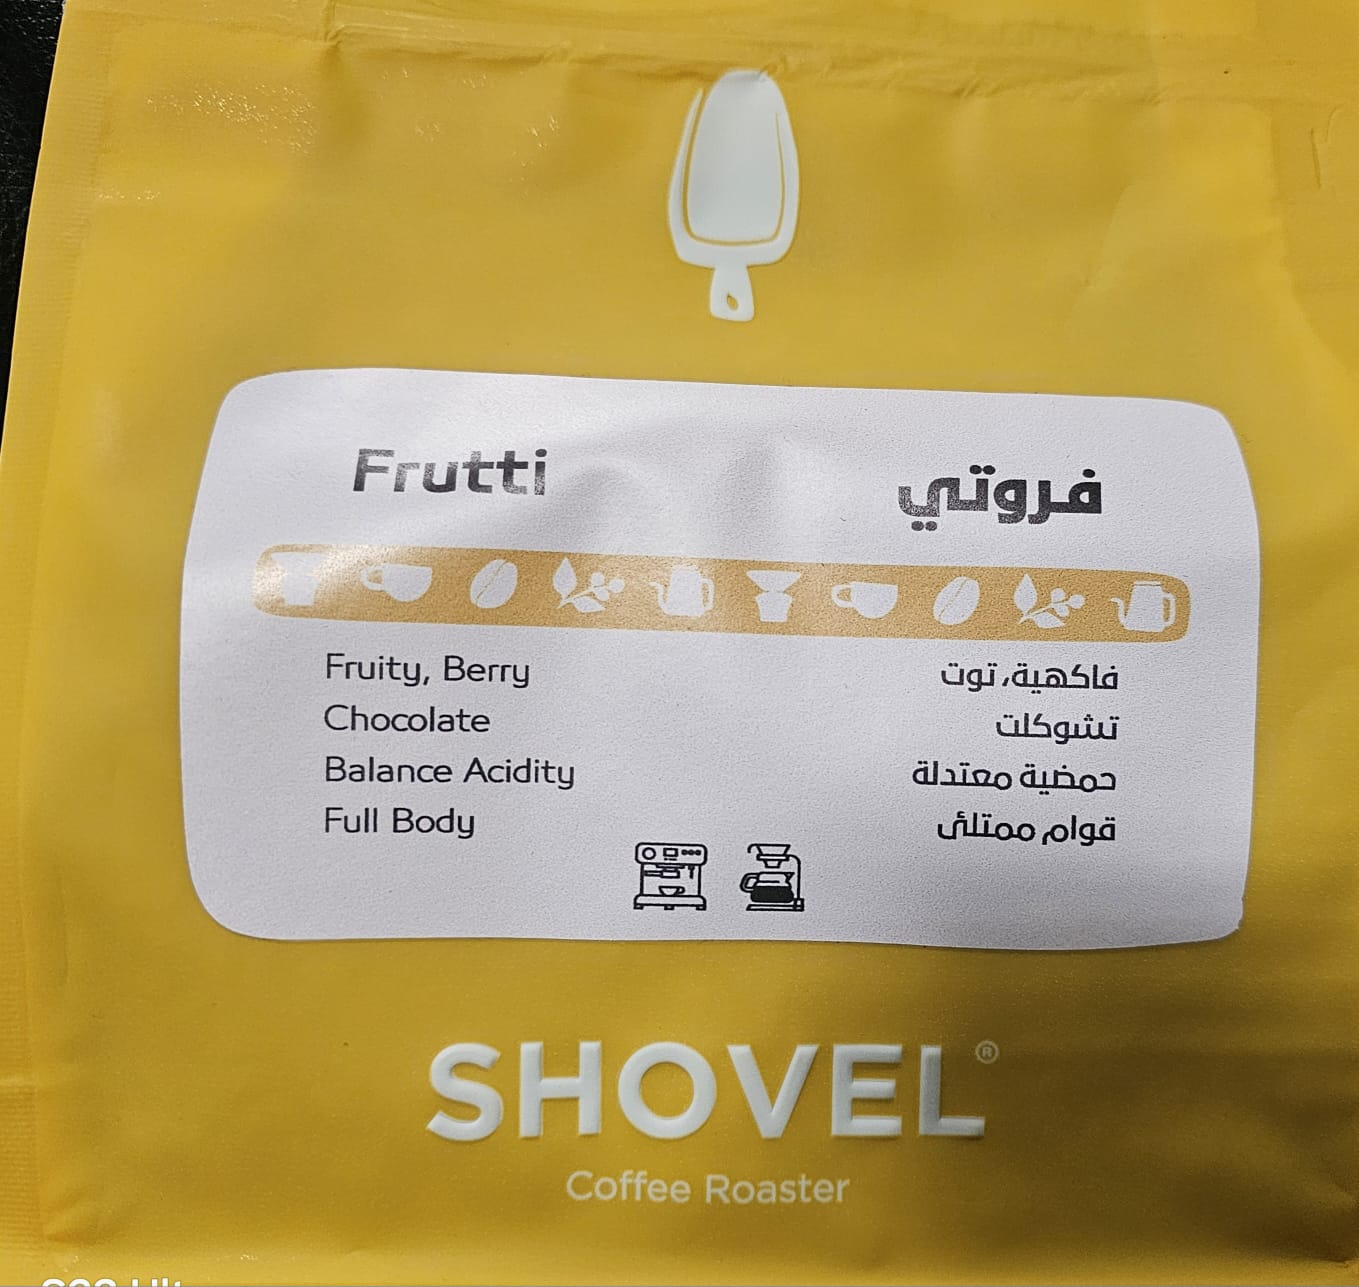 Frutti
فروتي
Fruity, Berry
فاكهية، توت
Chocolate
تشوكلت
Balance Acidity
حمضية معتدلة
Full Body
قوام ممتلئ
SHOVEL®
Coffee Roaster